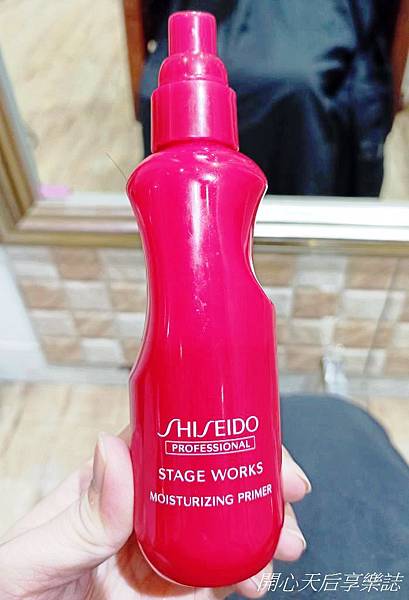 SHISEIDO
PROFESSIONAL
STAGE WORKS
MOISTURIZING PRIMER
開心天后享樂誌